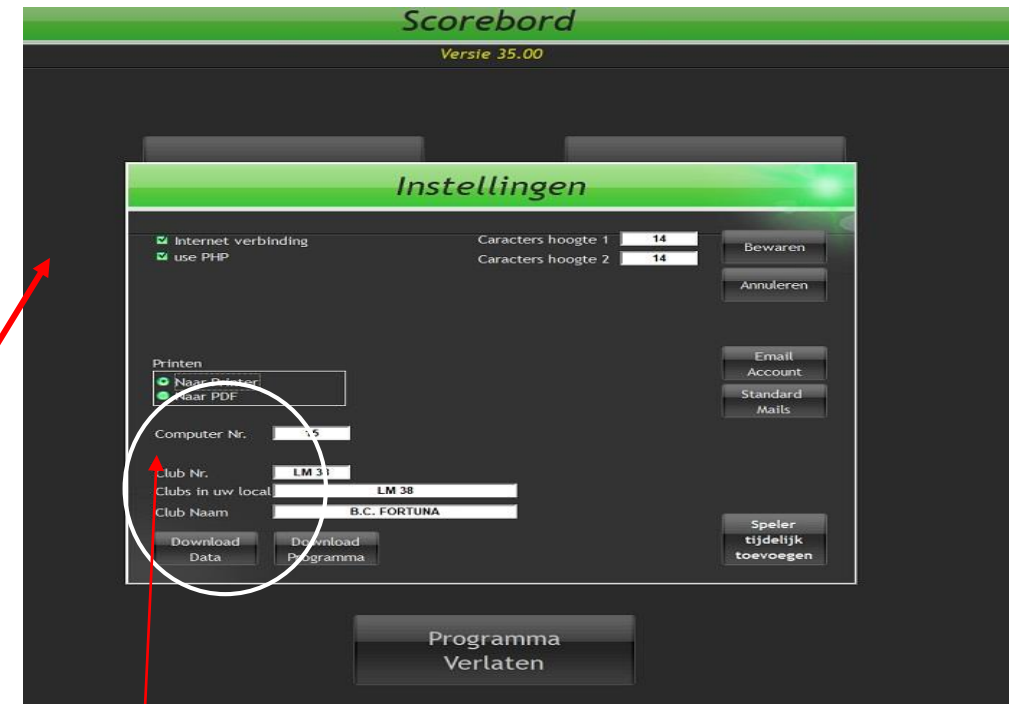 Scorebord
Versie 35.00
Instellingen
Internet verbinding
use PHP
Caracters hoogte 1 14
Caracters hoogte 2 14
Bewaren
Annuleren
Printen
Naar Printer
Naar PDF
Email
Account
Standard
Mails
Computer Nr.
Club Nr. LM 38
Clubs in uw local LM 38
Club Naam B.C. FORTUNA
Download
Data
Download
Programma
Speler
tijdelijk
toevoegen
Programma
Verlaten